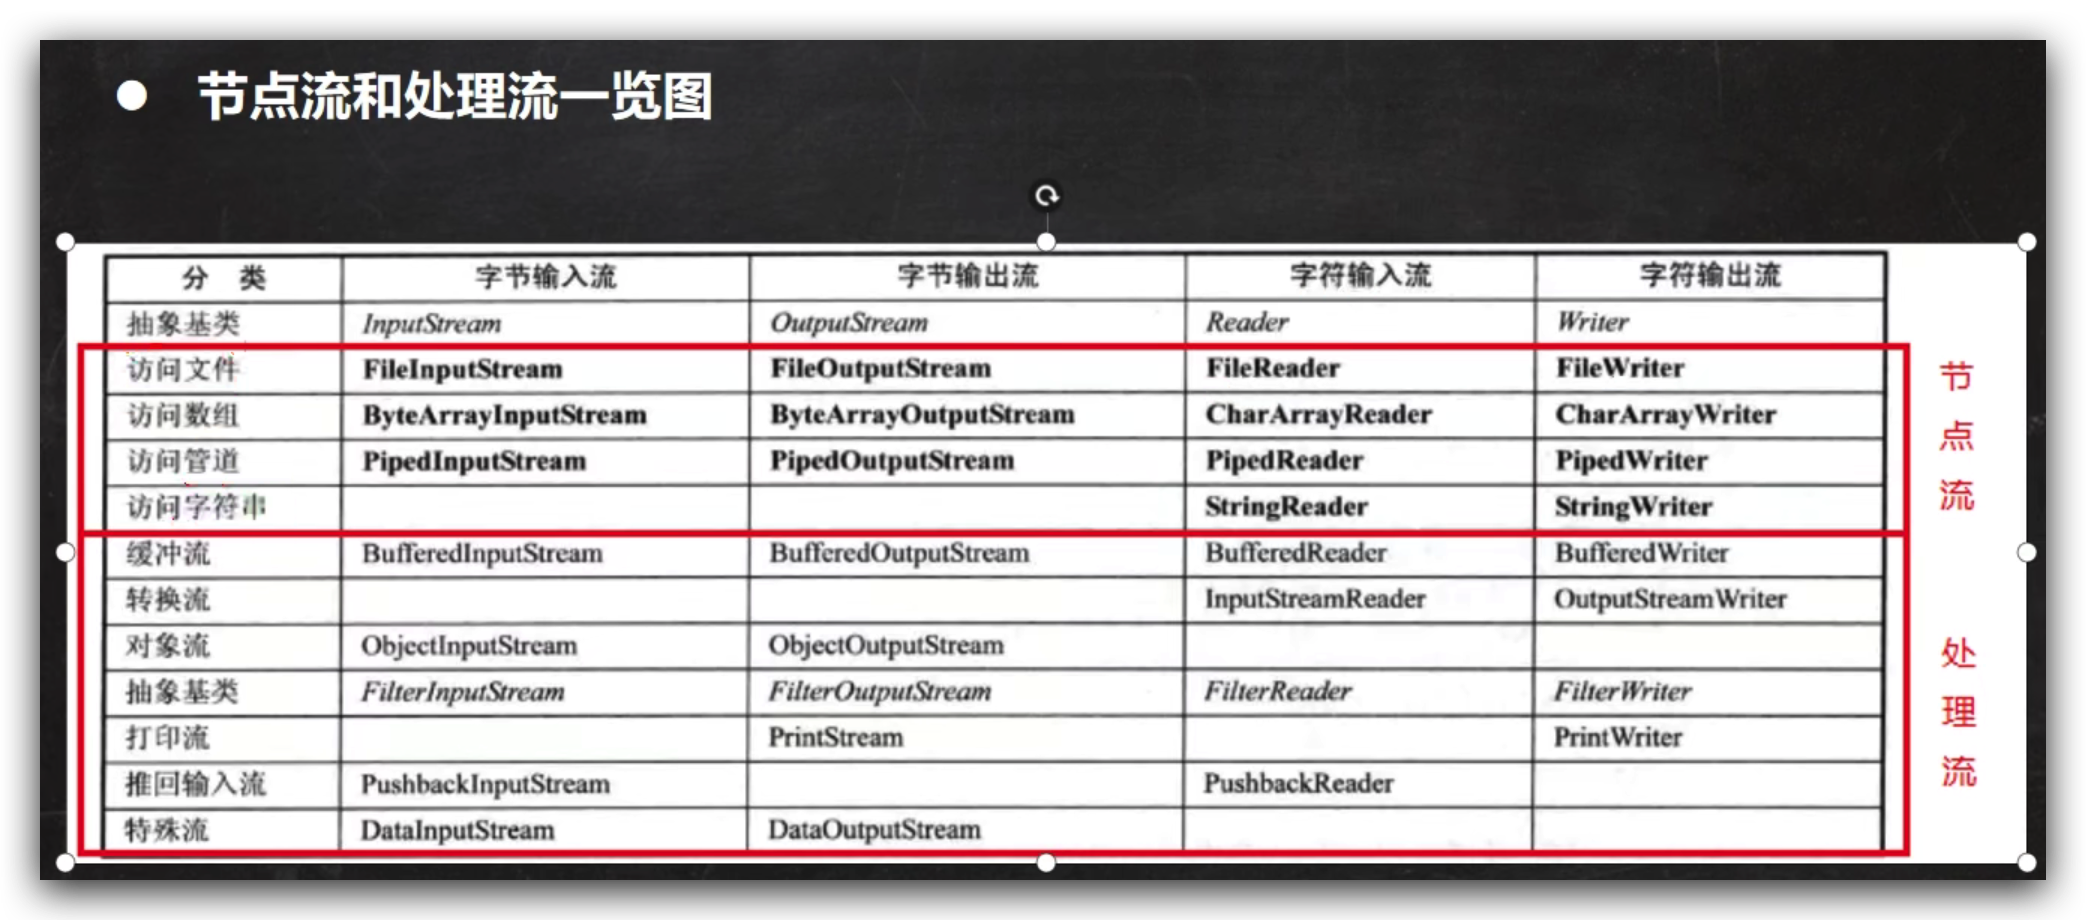 ● 节点流和处理流一览图
分 类 字节输入流 字节输出流 字符输入流 字符输出流
抽象基类 InputStream OutputStream Reader Writer
访问文件 FileInputStream FileOutputStream FileReader FileWriter
访问数组 ByteArrayInputStream ByteArrayOutputStream CharArrayReader CharArrayWriter
访问管道 PipedInputStream PipedOutputStream PipedReader PipedWriter
访问字符串 StringReader StringWriter
缓冲流 BufferedInputStream BufferedOutputStream BufferedReader BufferedWriter
转换流 InputStreamReader OutputStreamWriter
对象流 ObjectInputStream ObjectOutputStream
抽象基类 FilterInputStream FilterOutputStream FilterReader FilterWriter
打印流 PrintStream PrintWriter
推回输入流 PushbackInputStream PushbackReader
特殊流 DataInputStream DataOutputStream
节点流
处理流